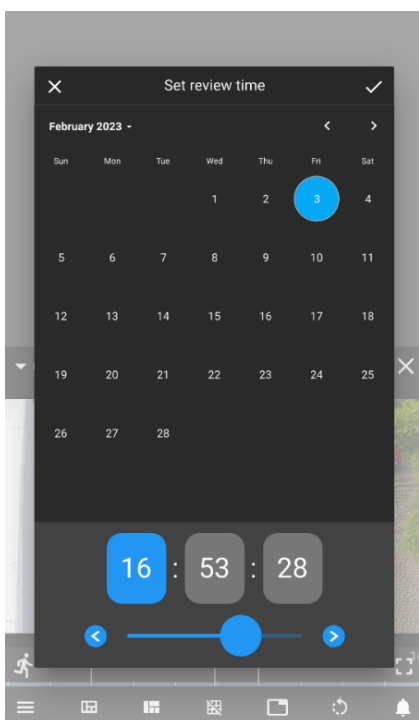 Set review time
February 2023
Sun Mon Tue Wed Thu Fri Sat
1 2 3 4
5 6 7 8 9 10 11
12 13 14 15 16 17 18
19 20 21 22 23 24 25
26 27 28
16 : 53 : 28